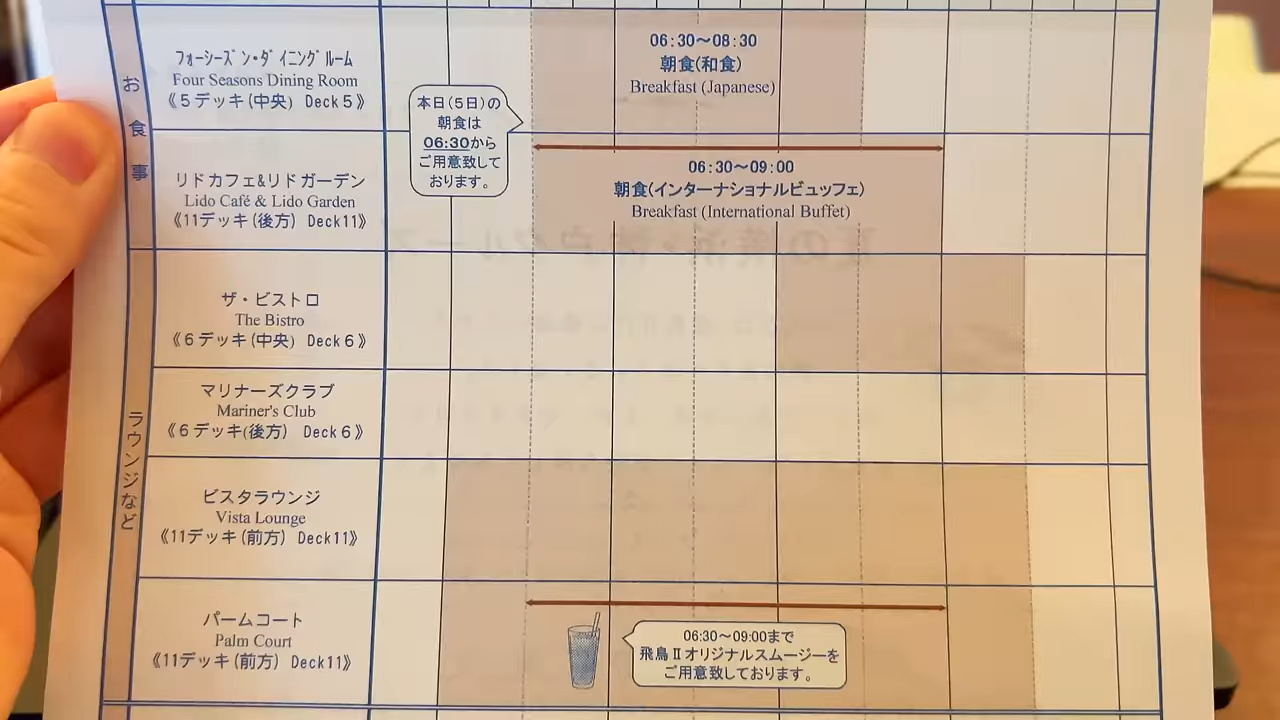 お食事
フォーシーズン・ダイニングルーム
Four Seasons Dining Room
《5デッキ(中央) Deck5》
06:30～08:30
朝食(和食)
Breakfast (Japanese)
本日(5日)の
朝食は
06:30から
ご用意致して
おります。
リドカフェ&リドガーデン
Lido Café & Lido Garden
《11デッキ(後方) Deck11》
06:30～09:00
朝食(インターナショナルビュッフェ)
Breakfast (International Buffet)
ラウンジなど
ザ・ビストロ
The Bistro
《6デッキ(中央) Deck6》
マリナーズクラブ
Mariner's Club
《6デッキ(後方) Deck6》
ビスタラウンジ
Vista Lounge
《11デッキ(前方) Deck11》
パームコート
Palm Court
《11デッキ(前方) Deck11》
06:30～09:00まで
飛鳥Ⅱオリジナルスムージーを
ご用意致しております。